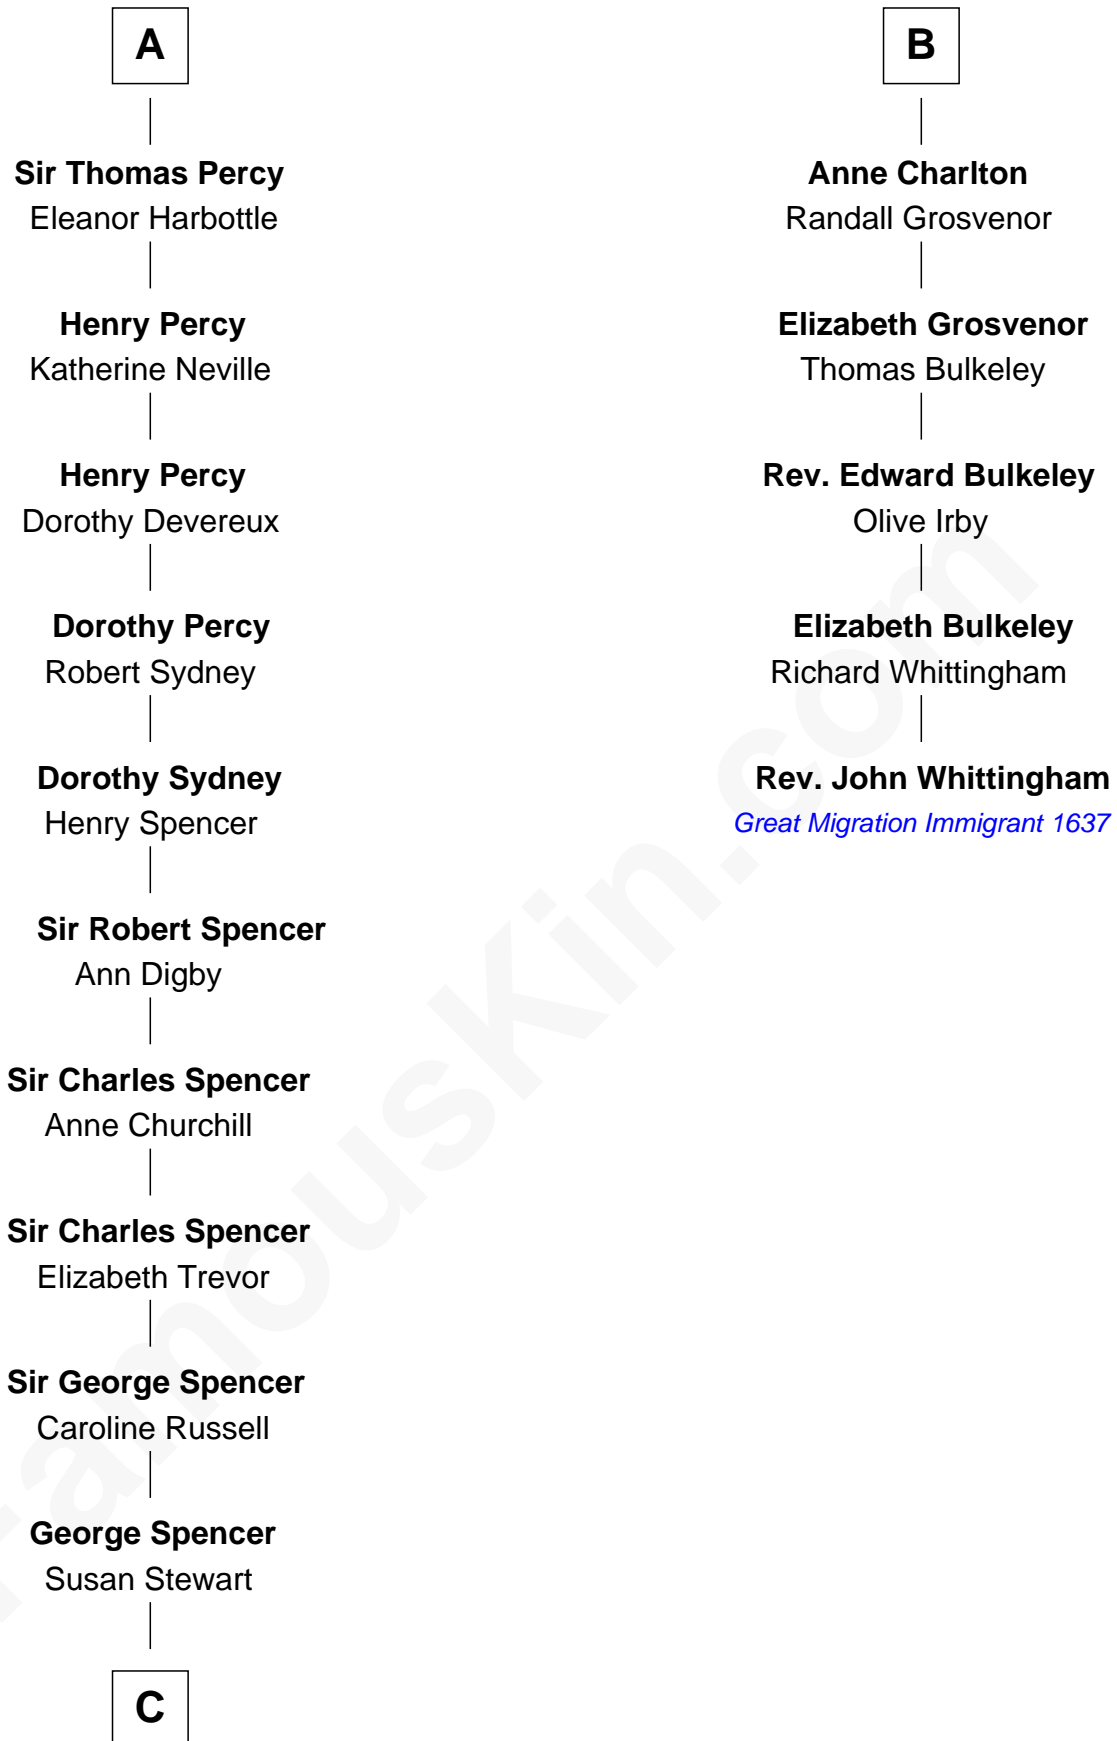 A
Sir Thomas Percy
Eleanor Harbottle
Henry Percy
Katherine Neville
Henry Percy
Dorothy Devereux
Dorothy Percy
Robert Sydney
Dorothy Sydney
Henry Spencer
Sir Robert Spencer
Ann Digby
Sir Charles Spencer
Anne Churchill
Sir Charles Spencer
Elizabeth Trevor
Sir George Spencer
Caroline Russell
George Spencer
Susan Stewart
C
B
Anne Charlton
Randall Grosvenor
Elizabeth Grosvenor
Thomas Bulkeley
Rev. Edward Bulkeley
Olive Irby
Elizabeth Bulkeley
Richard Whittingham
Rev. John Whittingham
Great Migration Immigrant 1637
FamousKin.com